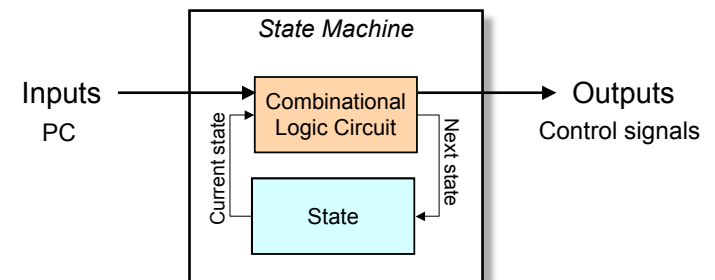 State Machine
Inputs
PC
Combinational
Logic Circuit
Outputs
Control signals
Current state
Next state
State